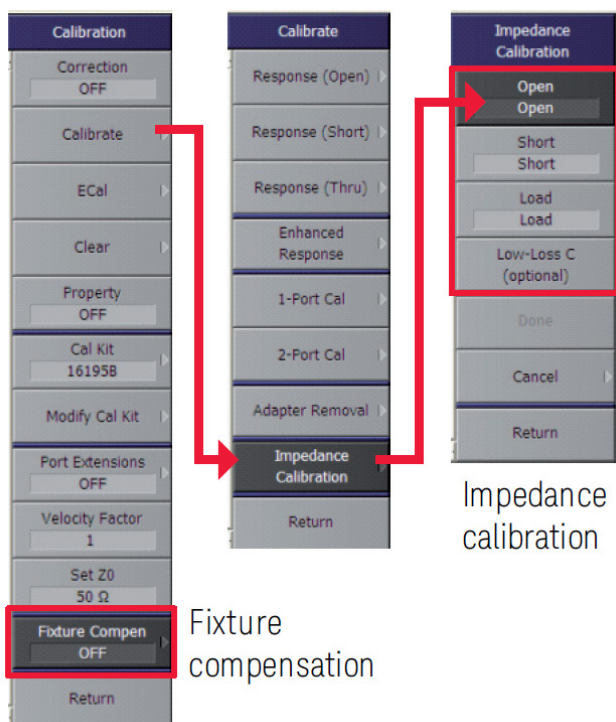 Calibration
Correction
OFF
Calibrate
ECal
Clear
Property
OFF
Cal Kit
16195B
Modify Cal Kit
Port Extensions
OFF
Velocity Factor
1
Set Z0
50 Ω
Fixture Compen
OFF
Return
Fixture
compensation
Calibrate
Response (Open)
Response (Short)
Response (Thru)
Enhanced
Response
1-Port Cal
2-Port Cal
Adapter Removal
Impedance
Calibration
Return
Impedance
Calibration
Open
Open
Short
Short
Load
Load
Low-Loss C
(optional)
Done
Cancel
Return
Impedance
calibration